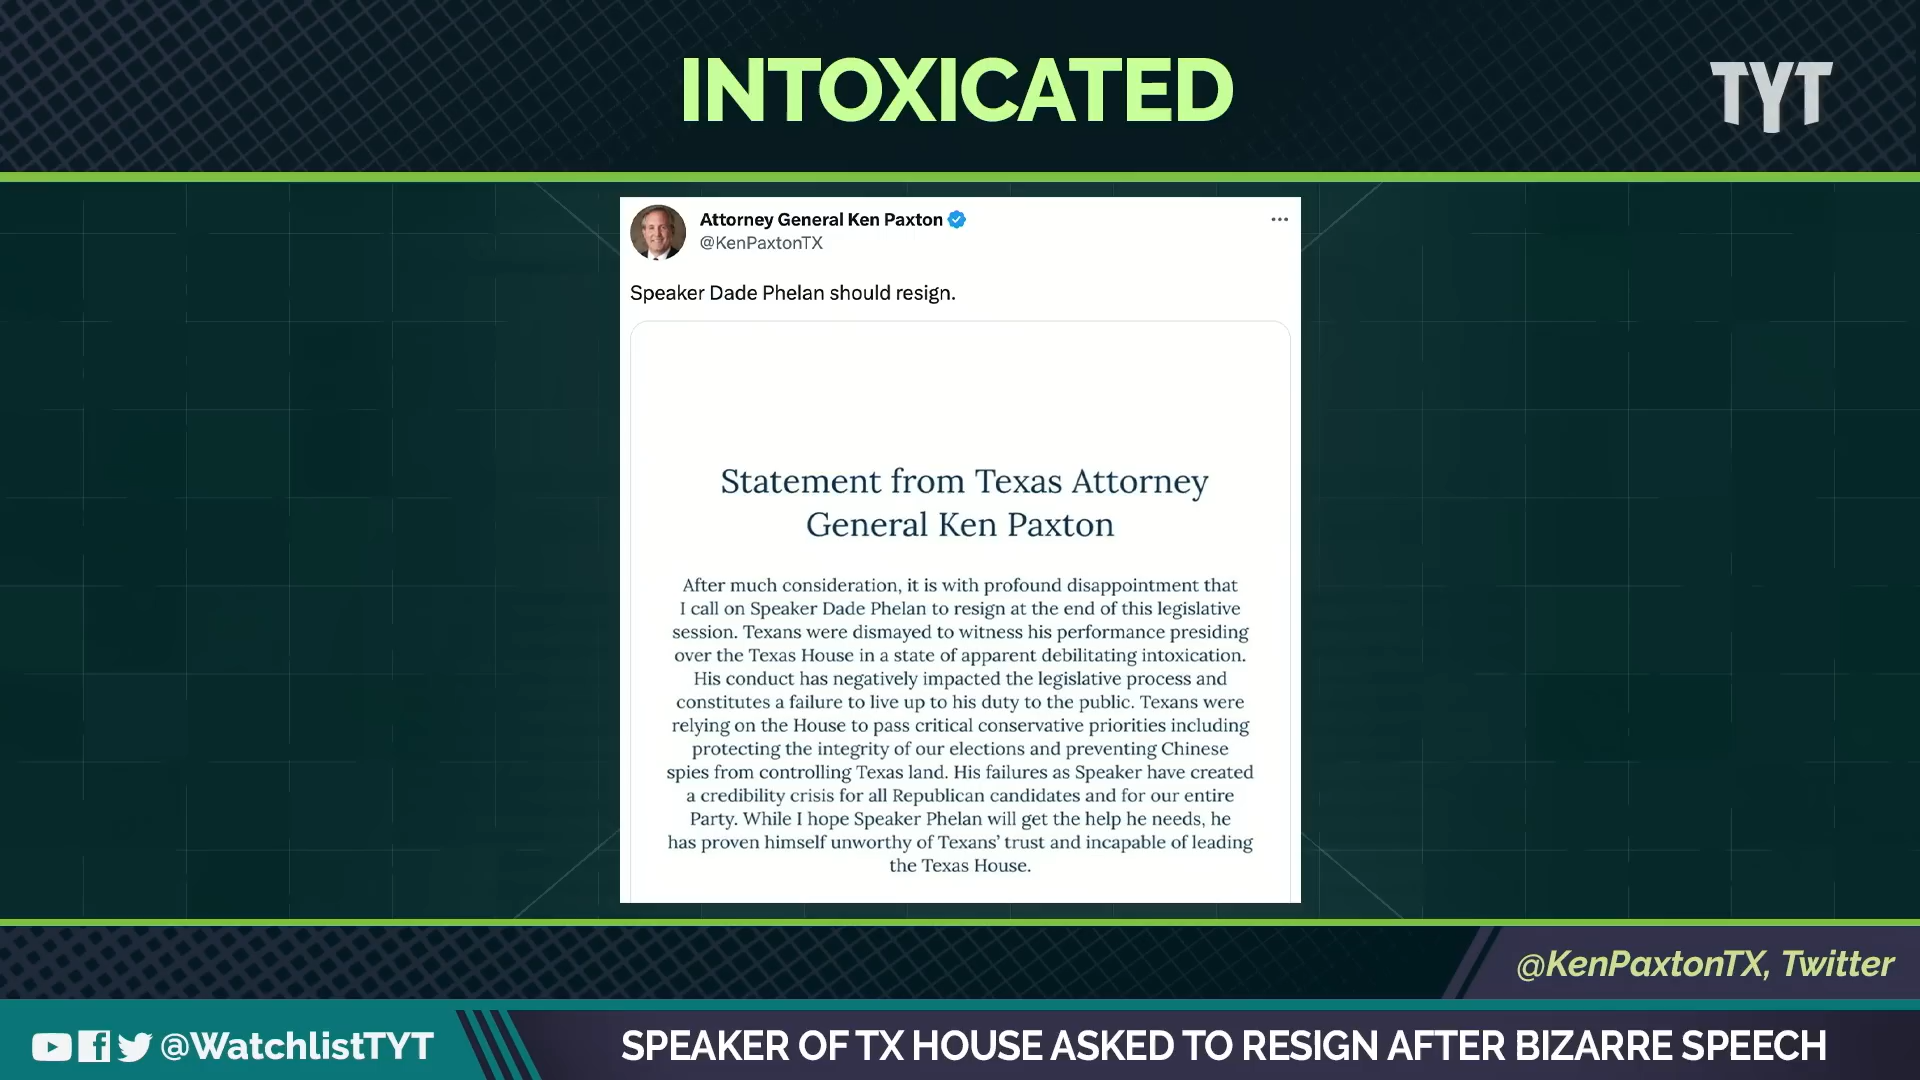 INTOXICATED
TYT
Attorney General Ken Paxton
@KenPaxtonTX
Speaker Dade Phelan should resign.
Statement from Texas Attorney
General Ken Paxton
After much consideration, it is with profound disappointment that
I call on Speaker Dade Phelan to resign at the end of this legislative
session. Texans were dismayed to witness his performance presiding
over the Texas House in a state of apparent debilitating intoxication.
His conduct has negatively impacted the legislative process and
constitutes a failure to live up to his duty to the public. Texans were
relying on the House to pass critical conservative priorities including
protecting the integrity of our elections and preventing Chinese
spies from controlling Texas land. His failures as Speaker have created
a credibility crisis for all Republican candidates and for our entire
Party. While I hope Speaker Phelan will get the help he needs, he
has proven himself unworthy of Texans’ trust and incapable of leading
the Texas House.
@KenPaxtonTX, Twitter
@WatchlistTYT
SPEAKER OF TX HOUSE ASKED TO RESIGN AFTER BIZARRE SPEECH